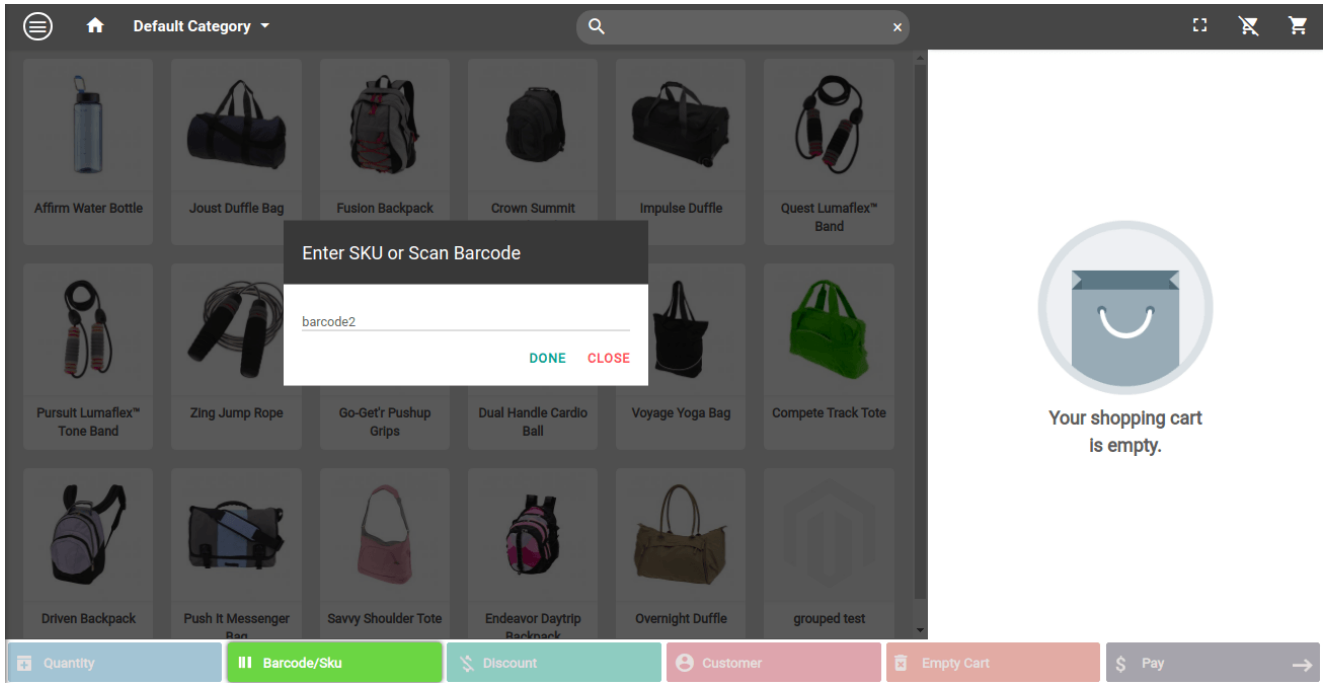 Default Category
×
Affirm Water Bottle
Joust Duffle Bag
Fusion Backpack
Crown Summit
Impulse Duffle
Quest Lumaflex™
Band
Enter SKU or Scan Barcode
barcode2
DONE CLOSE
Pursuit Lumaflex™
Tone Band
Zing Jump Rope
Go-Get'r Pushup
Grips
Dual Handle Cardio
Ball
Voyage Yoga Bag
Compete Track Tote
Your shopping cart
is empty.
Driven Backpack
Push It Messenger
Bag
Savvy Shoulder Tote
Endeavor Daytrip
Backpack
Overnight Duffle
grouped test
Quantity
Barcode/Sku
Discount
Customer
Empty Cart
$ Pay